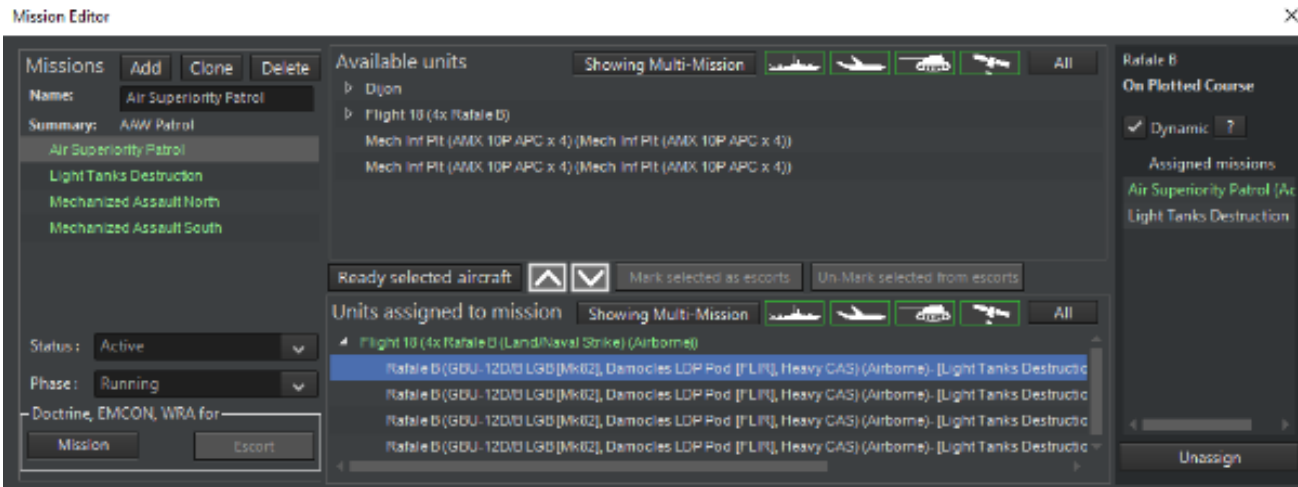 Mission Editor
Missions Add Clone Delete
Name: Air Superiority Patrol
Summary: AAW Patrol
Air Superiority Patrol
Light Tanks Destruction
Mechanized Assault North
Mechanized Assault South
Status: Active
Phase: Running
Doctrine, EMCON, WRA for
Mission Escort
Available units Showing Multi-Mission All
Dijon
Flight 18 (4x Rafale B)
Mech Inf Plt (AMX 10P APC x 4) (Mech Inf Plt (AMX 10P APC x 4))
Mech Inf Plt (AMX 10P APC x 4) (Mech Inf Plt (AMX 10P APC x 4))
Ready selected aircraft Mark selected as escorts Un-Mark selected from escorts
Units assigned to mission Showing Multi-Mission All
Flight 18 (4x Rafale B (Land/Naval Strike) (Airborne))
Rafale B (GBU-12D/B LGB [Mk82], Damocles LDP Pod [FLIR], Heavy CAS) (Airborne)- [Light Tanks Destructio
Rafale B (GBU-12D/B LGB [Mk82], Damocles LDP Pod [FLIR], Heavy CAS) (Airborne)- [Light Tanks Destructio
Rafale B (GBU-12D/B LGB [Mk82], Damocles LDP Pod [FLIR], Heavy CAS) (Airborne)- [Light Tanks Destructio
Rafale B (GBU-12D/B LGB [Mk82], Damocles LDP Pod [FLIR], Heavy CAS) (Airborne)- [Light Tanks Destructio
Rafale B
On Plotted Course
Dynamic ?
Assigned missions
Air Superiority Patrol (Ac
Light Tanks Destruction
Unassign